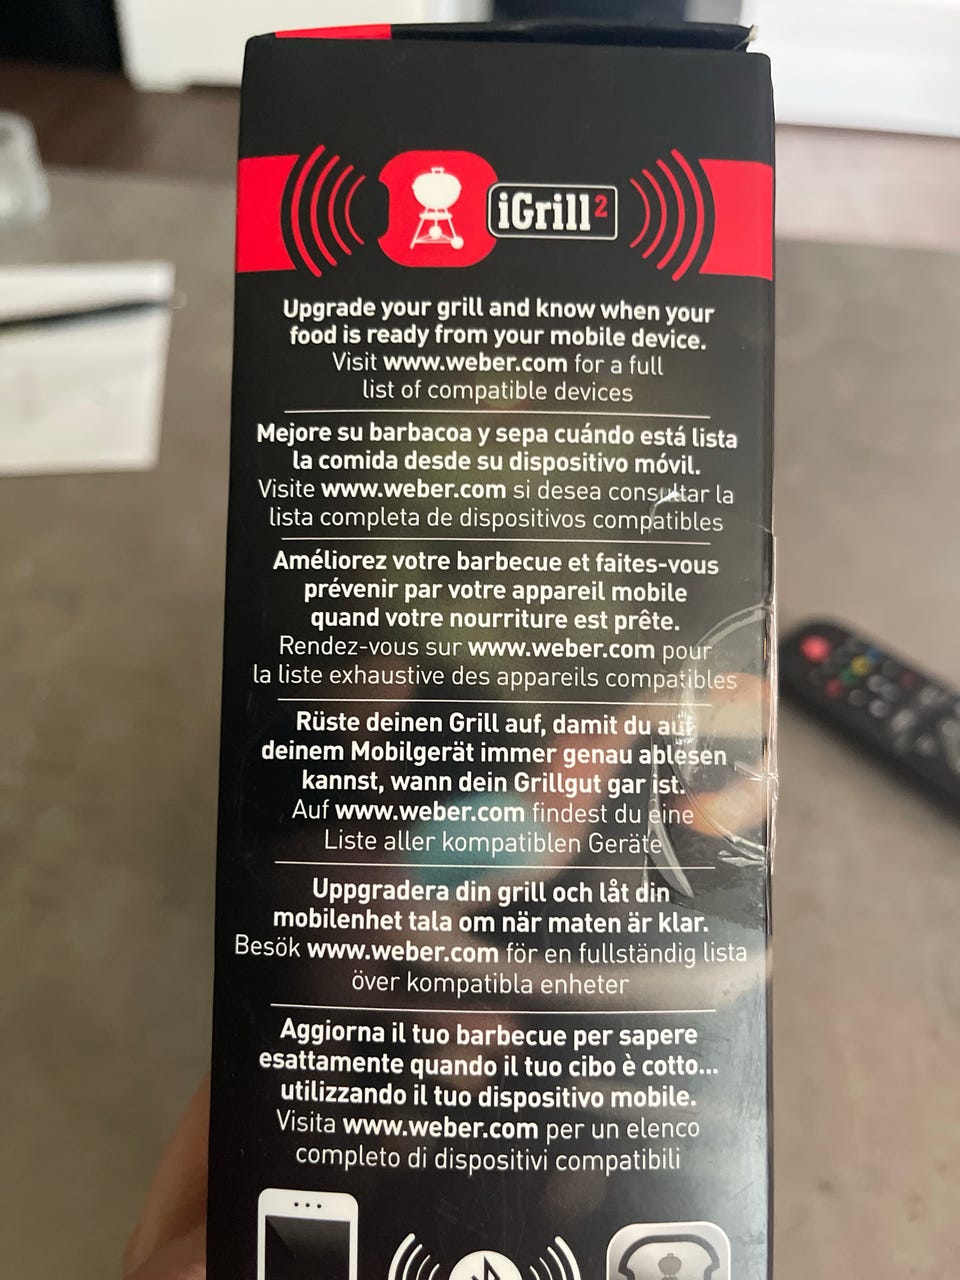 iGrill2
Upgrade your grill and know when your
food is ready from your mobile device.
Visit www.weber.com for a full
list of compatible devices
Mejore su barbacoa y sepa cuándo está lista
la comida desde su dispositivo móvil.
Visite www.weber.com si desea consultar la
lista completa de dispositivos compatibles
Améliorez votre barbecue et faites-vous
prévenir par votre appareil mobile
quand votre nourriture est prête.
Rendez-vous sur www.weber.com pour
la liste exhaustive des appareils compatibles
Rüste deinen Grill auf, damit du auf
deinem Mobilgerät immer genau ablesen
kannst, wann dein Grillgut gar ist.
Auf www.weber.com findest du eine
Liste aller kompatiblen Geräte
Uppgradera din grill och låt din
mobilenhet tala om när maten är klar.
Besök www.weber.com för en fullständig lista
över kompatibla enheter
Aggiorna il tuo barbecue per sapere
esattamente quando il tuo cibo è cotto...
utilizzando il tuo dispositivo mobile.
Visita www.weber.com per un elenco
completo di dispositivi compatibili